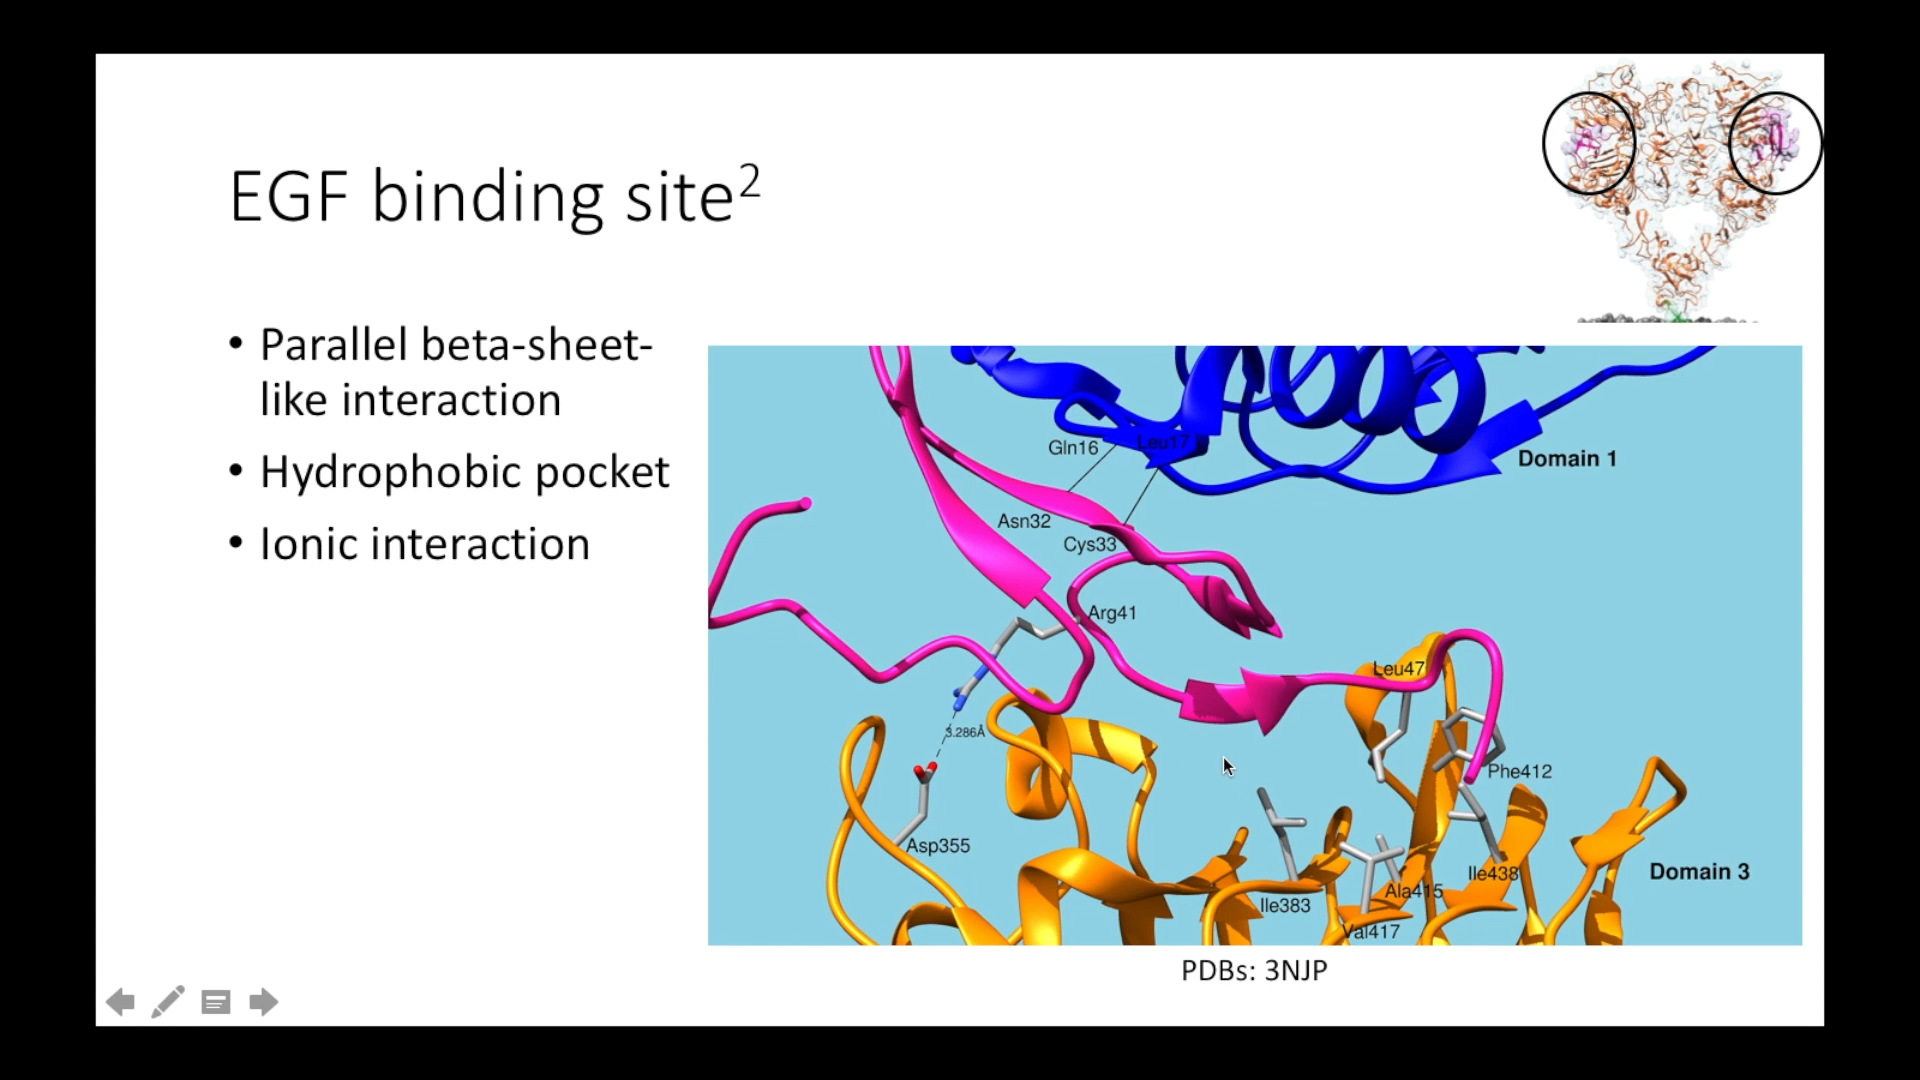 EGF binding site²
• Parallel beta-sheet-
like interaction
• Hydrophobic pocket
• Ionic interaction
Gln16
Leu17
Domain 1
Asn32
Cys33
Arg41
Leu47
3.286Å
Phe412
Asp355
Ile438
Domain 3
Ala415
Ile383
Val417
PDBs: 3NJP